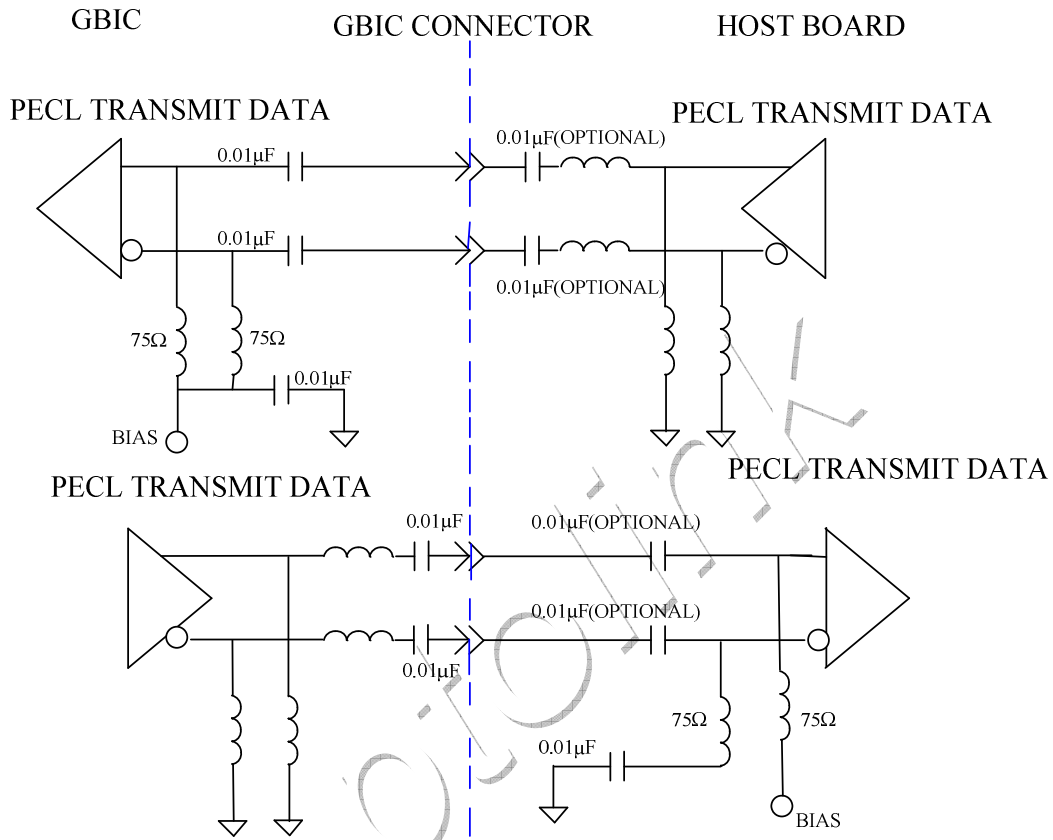 GBIC
GBIC CONNECTOR
HOST BOARD
PECL TRANSMIT DATA
PECL TRANSMIT DATA
0.01μF
0.01μF(OPTIONAL)
0.01μF
0.01μF(OPTIONAL)
75Ω
75Ω
0.01μF
BIAS
PECL TRANSMIT DATA
PECL TRANSMIT DATA
0.01μF
0.01μF(OPTIONAL)
0.01μF(OPTIONAL)
0.01μF
75Ω
75Ω
0.01μF
BIAS